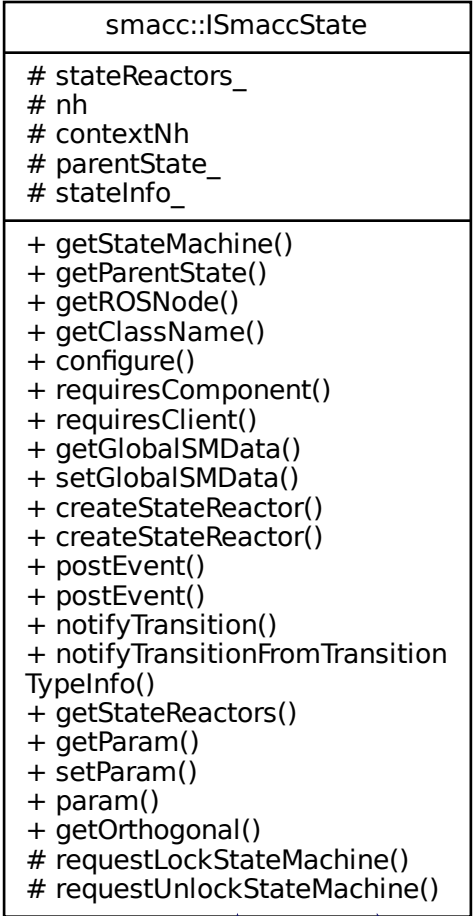 smacc::ISmaccState
# stateReactors_
# nh
# contextNh
# parentState_
# stateInfo_
+ getStateMachine()
+ getParentState()
+ getROSNode()
+ getClassName()
+ configure()
+ requiresComponent()
+ requiresClient()
+ getGlobalSMData()
+ setGlobalSMData()
+ createStateReactor()
+ createStateReactor()
+ postEvent()
+ postEvent()
+ notifyTransition()
+ notifyTransitionFromTransition
TypeInfo()
+ getStateReactors()
+ getParam()
+ setParam()
+ param()
+ getOrthogonal()
# requestLockStateMachine()
# requestUnlockStateMachine()